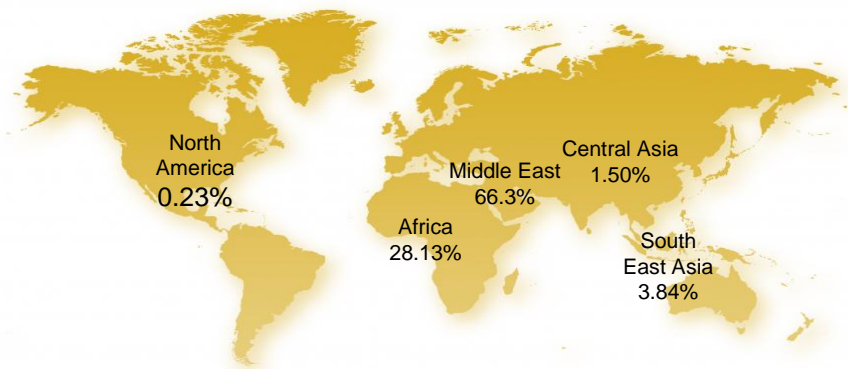 North
America
0.23%
Central Asia
1.50%
Middle East
66.3%
Africa
28.13%
South
East Asia
3.84%